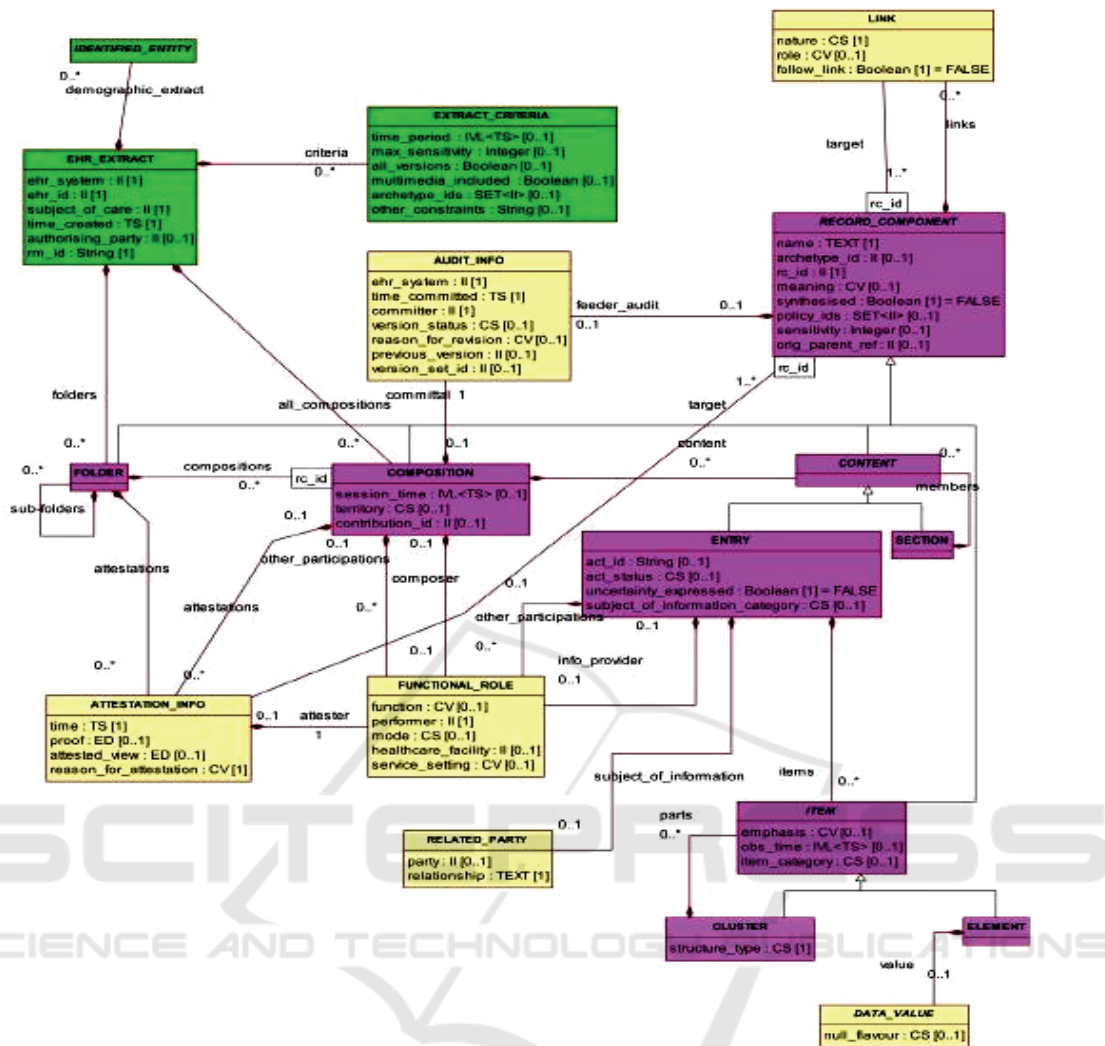 LINK
nature : CS [1]
role : CV [0..1]
follow_link : Boolean [1] = FALSE
IDENTIFIED_ENTITY
0..*
demographic_extract
0..*
links
target
1..*
rc_id
EXTRACT_CRITERIA
time_period : IVL<TS> [0..1]
max_sensitivity : Integer [0..1]
all_versions : Boolean [0..1]
multimedia_included : Boolean [0..1]
archetype_ids : SET<II> [0..1]
other_constraints : String [0..1]
criteria
0..*
EHR_EXTRACT
ehr_system : II [1]
ehr_id : II [1]
subject_of_care : II [1]
time_created : TS [1]
authorising_party : II [0..1]
rm_id : String [1]
RECORD_COMPONENT
name : TEXT [1]
archetype_id : II [0..1]
rc_id : II [1]
meaning : CV [0..1]
synthesised : Boolean [1] = FALSE
policy_ids : SET<II> [0..1]
sensitivity : Integer [0..1]
orig_parent_ref : II [0..1]
rc_id
AUDIT_INFO
ehr_system : II [1]
time_committed : TS [1]
committer : II [1]
version_status : CS [0..1]
reason_for_revision : CV [0..1]
previous_version : II [0..1]
version_set_id : II [0..1]
feeder_audit
0..1
0..1
1..*
target
committal 1
folders
all_compositions
0..*
0..*
0..1
content
0..*
0..*
0..*
FOLDER
sub-folders
compositions
0..*
rc_id
COMPOSITION
session_time : IVL<TS> [0..1]
territory : CS [0..1]
contribution_id : II [0..1]
CONTENT
members
SECTION
0..1
0..1
0..1
other_participations
composer
attestations
attestations
ENTRY
act_id : String [0..1]
act_status : CS [0..1]
uncertainty_expressed : Boolean [1] = FALSE
subject_of_information_category : CS [0..1]
0..1
other_participations
0..1
0..*
0..*
0..*
0..*
0..1
info_provider
0..1
ATTESTATION_INFO
time : TS [1]
proof : ED [0..1]
attested_view : ED [0..1]
reason_for_attestation : CV [1]
0..1
attester
1
FUNCTIONAL_ROLE
function : CV [0..1]
performer : II [1]
mode : CS [0..1]
healthcare_facility : II [0..1]
service_setting : CV [0..1]
subject_of_information
0..1
items
0..*
RELATED_PARTY
party : II [0..1]
relationship : TEXT [1]
parts
0..*
ITEM
emphasis : CV [0..1]
obs_time : IVL<TS> [0..1]
item_category : CS [0..1]
CLUSTER
structure_type : CS [1]
ELEMENT
value
0..1
DATA_VALUE
null_flavour : CS [0..1]
SCITEPRESS
SCIENCE AND TECHNOLOGY PUBLICATIONS